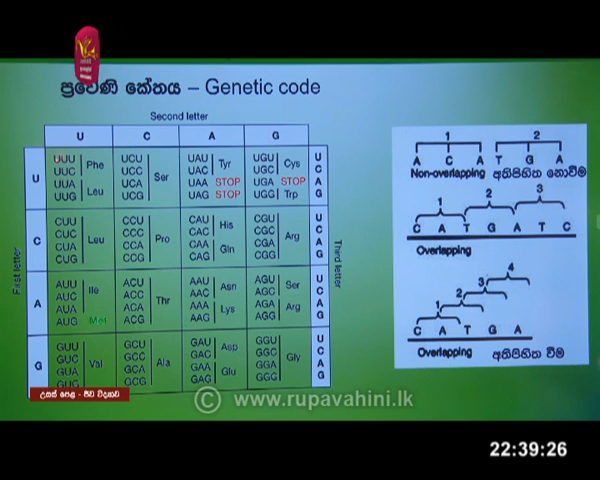 ප්‍රවේණි කේතය – Genetic code
Second letter
U C A G
First letter
Third letter
U
UUU UUC Phe UCU UCC UCA UCG Ser UAU UAC Tyr UGU UGC Cys U C A G
UUA UUG Leu UAA STOP UAG STOP UGA STOP UGG Trp
C
CUU CUC CUA CUG Leu CCU CCC CCA CCG Pro CAU CAC His CGU CGC CGA CGG Arg U C A G
CAA CAG Gln
A
AUU AUC AUA Ile ACU ACC ACA ACG Thr AAU AAC Asn AGU AGC Ser U C A G
AUG Met AAA AAG Lys AGA AGG Arg
G
GUU GUC GUA GUG Val GCU GCC GCA GCG Ala GAU GAC Asp GGU GGC GGA GGG Gly U C A G
GAA GAG Glu
1 2
A C A T G A
Non-overlapping අතිපිහිත නොවීම
1 2 3
C A T G A T C
Overlapping
1 2 3 4
C A T G A
Overlapping අතිපිහිත වීම
උසස් පෙළ - ජීව විද්‍යාව
© www.rupavahini.lk
22:39:26